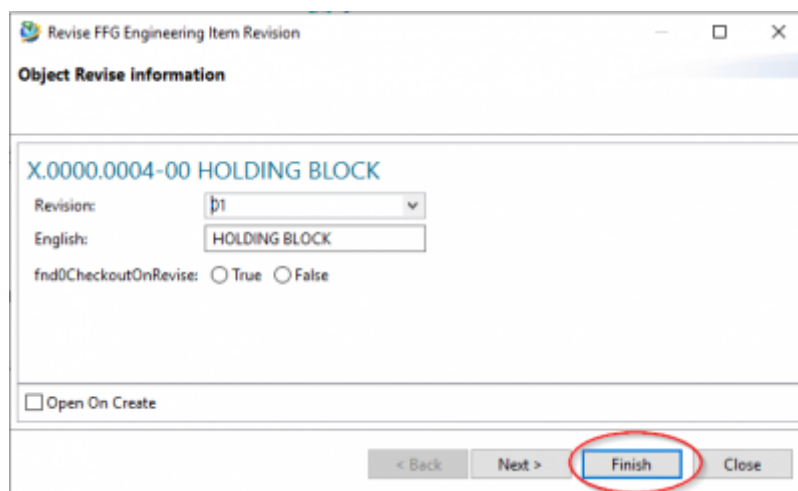 Revise FFG Engineering Item Revision
Object Revise information
X.0000.0004-00 HOLDING BLOCK
Revision: 01
English: HOLDING BLOCK
fnd0CheckoutOnRevise: True False
Open On Create
< Back Next > Finish Close